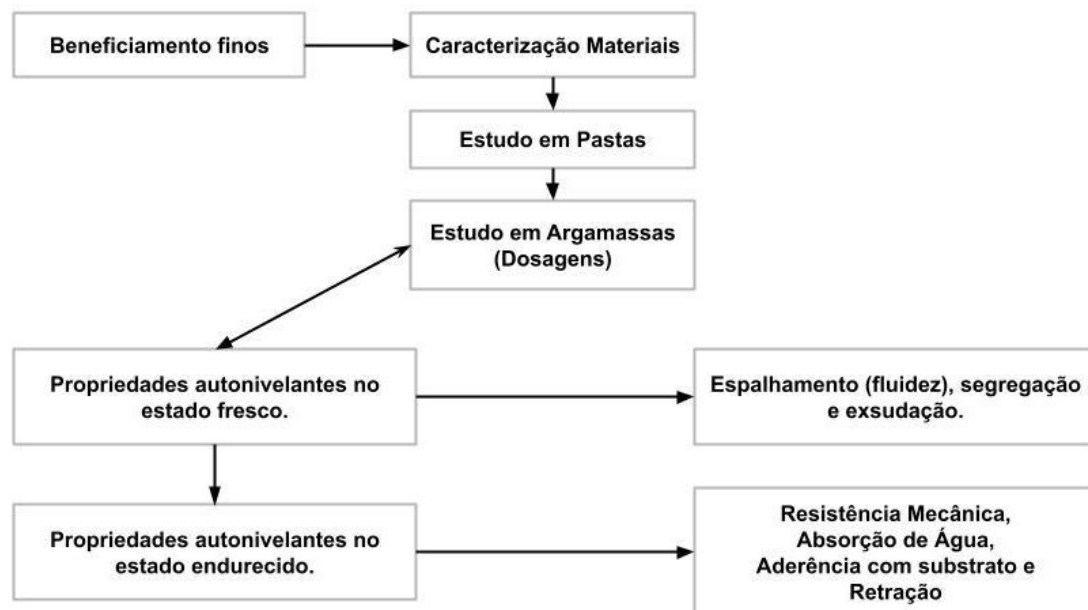 Beneficiamento finos
Caracterização Materiais
Estudo em Pastas
Estudo em Argamassas
(Dosagens)
Propriedades autonivelantes no
estado fresco.
Espalhamento (fluidez), segregação
e exsudação.
Propriedades autonivelantes no
estado endurecido.
Resistência Mecânica,
Absorção de Água,
Aderência com substrato e
Retração